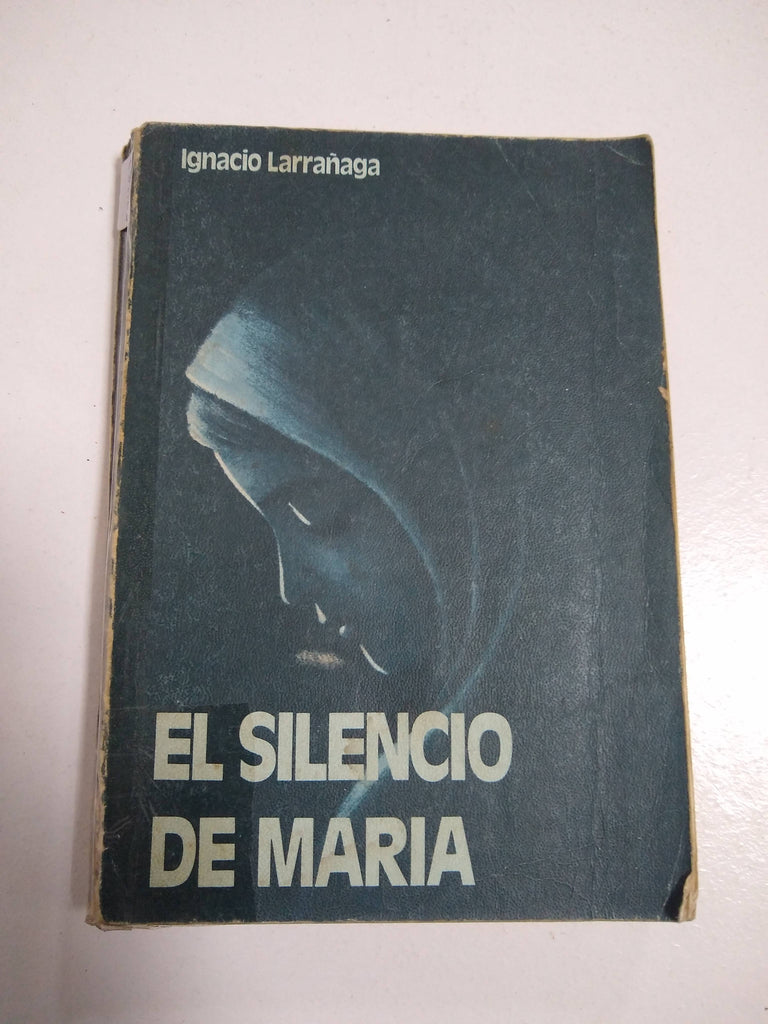 Ignacio Larrañaga
EL SILENCIO
DE MARIA